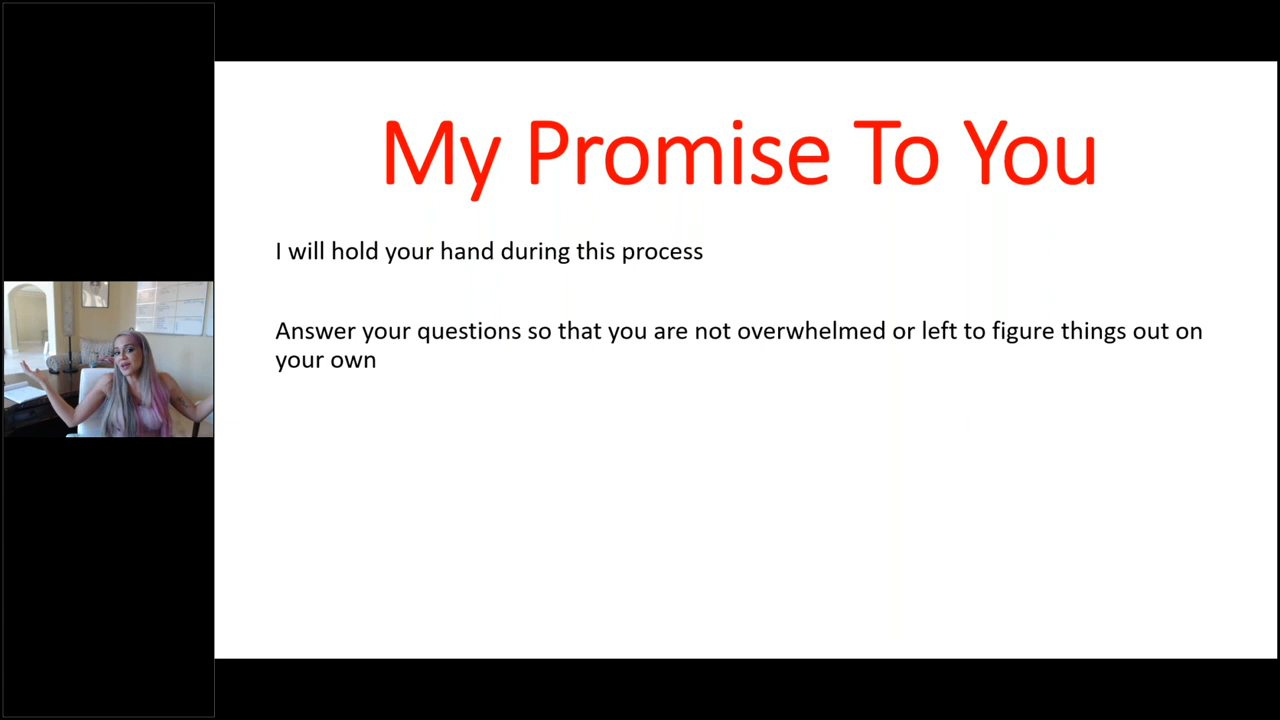 My Promise To You
I will hold your hand during this process
Answer your questions so that you are not overwhelmed or left to figure things out on
your own